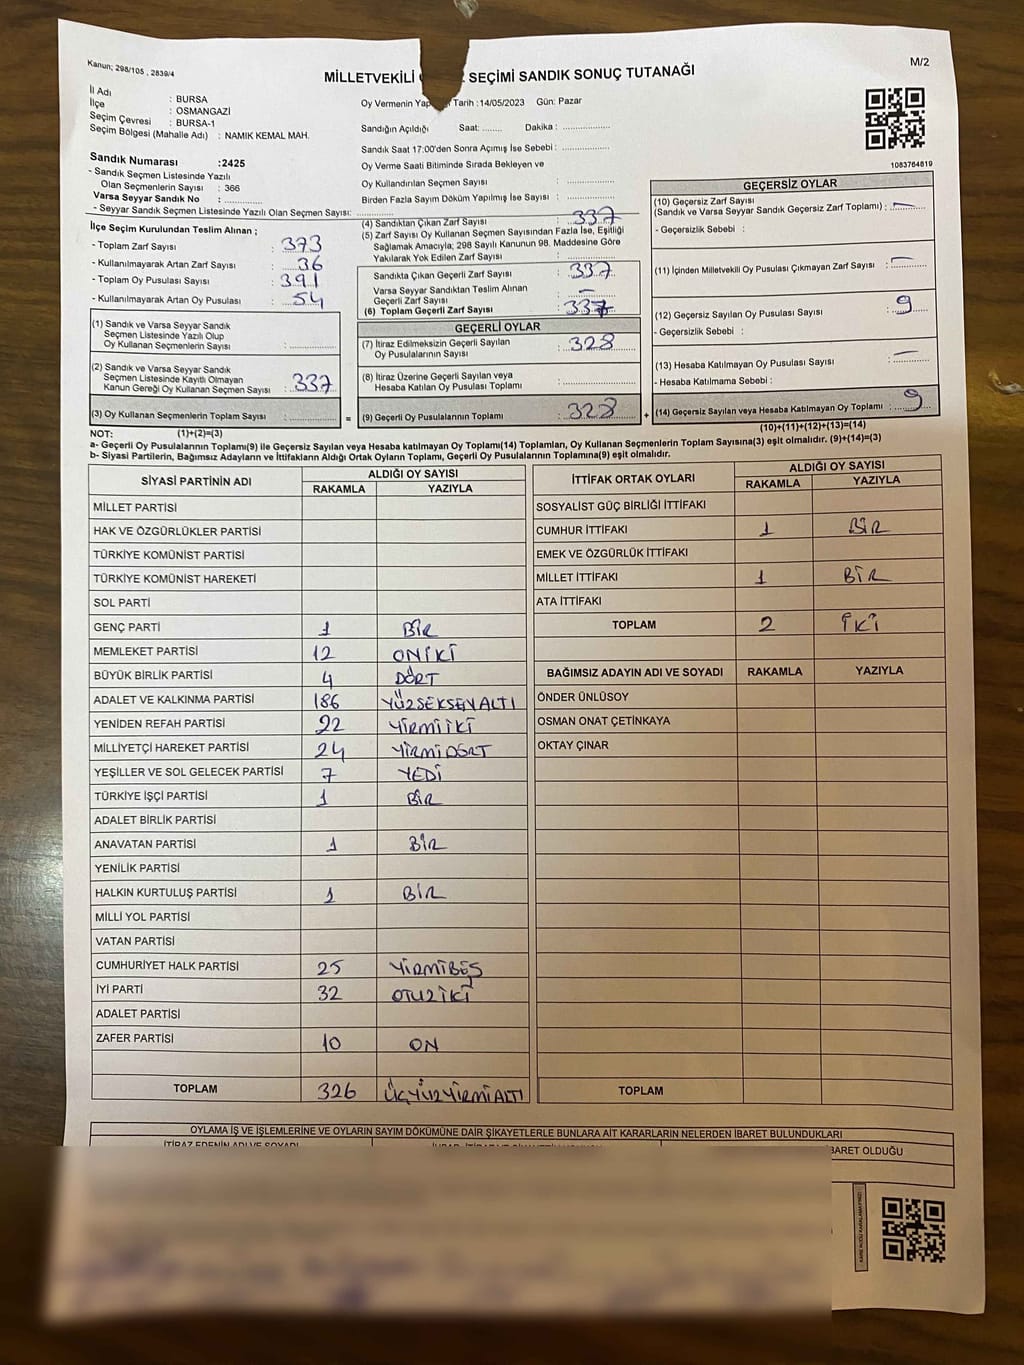 Kanun; 298/105 , 2839/4
MİLLETVEKİLİ SEÇİMİ SANDIK SONUÇ TUTANAĞI
M/2
İl Adı : BURSA
İlçe : OSMANGAZİ
Seçim Çevresi : BURSA-1
Seçim Bölgesi (Mahalle Adı) : NAMIK KEMAL MAH.
Sandık Numarası :2425
- Sandık Seçmen Listesinde Yazılı
Olan Seçmenlerin Sayısı : 366
Varsa Seyyar Sandık No :
- Seyyar Sandık Seçmen Listesinde Yazılı Olan Seçmen Sayısı:
Oy Vermenin Tarih :14/05/2023 Gün: Pazar
Sandığın Açıldığı Saat: Dakika :
Sandık Saat 17:00'den Sonra Açımış İse Sebebi :
Oy Verme Saati Bitiminde Sırada Bekleyen ve
Oy Kullandırılan Seçmen Sayısı :
Birden Fazla Sayım Döküm Yapılmış İse Sayısı :
1083764819
İlçe Seçim Kurulundan Teslim Alınan ;
- Toplam Zarf Sayısı : 373
- Kullanılmayarak Artan Zarf Sayısı : 36
- Toplam Oy Pusulası Sayısı : 391
- Kullanılmayarak Artan Oy Pusulası : 54
(1) Sandık ve Varsa Seyyar Sandık
Seçmen Listesinde Yazılı Olup
Oy Kullanan Seçmenlerin Sayısı :
(2) Sandık ve Varsa Seyyar Sandık
Seçmen Listesinde Kayıtlı Olmayan
Kanun Gereği Oy Kullanan Seçmen Sayısı : 337
(3) Oy Kullanan Seçmenlerin Toplam Sayısı :
(4) Sandıktan Çıkan Zarf Sayısı : 337
(5) Zarf Sayısı Oy Kullanan Seçmen Sayısından Fazla İse, Eşitliği
Sağlamak Amacıyla; 298 Sayılı Kanunun 98. Maddesine Göre
Yakılarak Yok Edilen Zarf Sayısı :
Sandıkta Çıkan Geçerli Zarf Sayısı : 337
Varsa Seyyar Sandıktan Teslim Alınan
Geçerli Zarf Sayısı : –
(6) Toplam Geçerli Zarf Sayısı : 337
GEÇERLİ OYLAR
(7) İtiraz Edilmeksizin Geçerli Sayılan
Oy Pusulalarının Sayısı : 328
(8) İtiraz Üzerine Geçerli Sayılan veya
Hesaba Katılan Oy Pusulası Toplamı :
= (9) Geçerli Oy Pusulalarının Toplamı : 328
GEÇERSİZ OYLAR
(10) Geçersiz Zarf Sayısı
(Sandık ve Varsa Seyyar Sandık Geçersiz Zarf Toplamı) : –
- Geçersizlik Sebebi :
(11) İçinden Milletvekili Oy Pusulası Çıkmayan Zarf Sayısı : –
(12) Geçersiz Sayılan Oy Pusulası Sayısı : 9
- Geçersizlik Sebebi :
(13) Hesaba Katılmayan Oy Pusulası Sayısı : –
- Hesaba Katılmama Sebebi :
+ (14) Geçersiz Sayılan veya Hesaba Katılmayan Oy Toplamı : 9
NOT: (1)+(2)=(3)
(10)+(11)+(12)+(13)=(14)
a- Geçerli Oy Pusulalarının Toplamı(9) ile Geçersiz Sayılan veya Hesaba katılmayan Oy Toplamı(14) Toplamları, Oy Kullanan Seçmenlerin Toplam Sayısına(3) eşit olmalıdır. (9)+(14)=(3)
b- Siyasi Partilerin, Bağımsız Adayların ve İttifakların Aldığı Ortak Oyların Toplamı, Geçerli Oy Pusulalarının Toplamına(9) eşit olmalıdır.
SİYASİ PARTİNİN ADI ALDIĞI OY SAYISI
RAKAMLA YAZIYLA
MİLLET PARTİSİ
HAK VE ÖZGÜRLÜKLER PARTİSİ
TÜRKİYE KOMÜNİST PARTİSİ
TÜRKİYE KOMÜNİST HAREKETİ
SOL PARTİ
GENÇ PARTİ 1 BİR
MEMLEKET PARTİSİ 12 ONİKİ
BÜYÜK BİRLİK PARTİSİ 4 DÖRT
ADALET VE KALKINMA PARTİSİ 186 YÜZSEKSENALTI
YENİDEN REFAH PARTİSİ 22 YİRMİİKİ
MİLLİYETÇİ HAREKET PARTİSİ 24 YİRMİDÖRT
YEŞİLLER VE SOL GELECEK PARTİSİ 7 YEDİ
TÜRKİYE İŞÇİ PARTİSİ 1 BİR
ADALET BİRLİK PARTİSİ
ANAVATAN PARTİSİ 1 BİR
YENİLİK PARTİSİ
HALKIN KURTULUŞ PARTİSİ 1 BİR
MİLLİ YOL PARTİSİ
VATAN PARTİSİ
CUMHURİYET HALK PARTİSİ 25 YİRMİBEŞ
İYİ PARTİ 32 OTUZİKİ
ADALET PARTİSİ
ZAFER PARTİSİ 10 ON
TOPLAM 326 ÜÇYÜZYİRMİALTI
İTTİFAK ORTAK OYLARI ALDIĞI OY SAYISI
RAKAMLA YAZIYLA
SOSYALİST GÜÇ BİRLİĞİ İTTİFAKI
CUMHUR İTTİFAKI 1 BİR
EMEK VE ÖZGÜRLÜK İTTİFAKI
MİLLET İTTİFAKI 1 BİR
ATA İTTİFAKI
TOPLAM 2 İKİ
BAĞIMSIZ ADAYIN ADI VE SOYADI RAKAMLA YAZIYLA
ÖNDER ÜNLÜSOY
OSMAN ONAT ÇETİNKAYA
OKTAY ÇINAR
TOPLAM
OYLAMA İŞ VE İŞLEMLERİNE VE OYLARIN SAYIM DÖKÜMÜNE DAİR ŞİKAYETLERLE BUNLARA AİT KARARLARIN NELERDEN İBARET BULUNDUKLARI
İTİRAZ EDENİN ADI VE SOYADI
BARET OLDUĞU